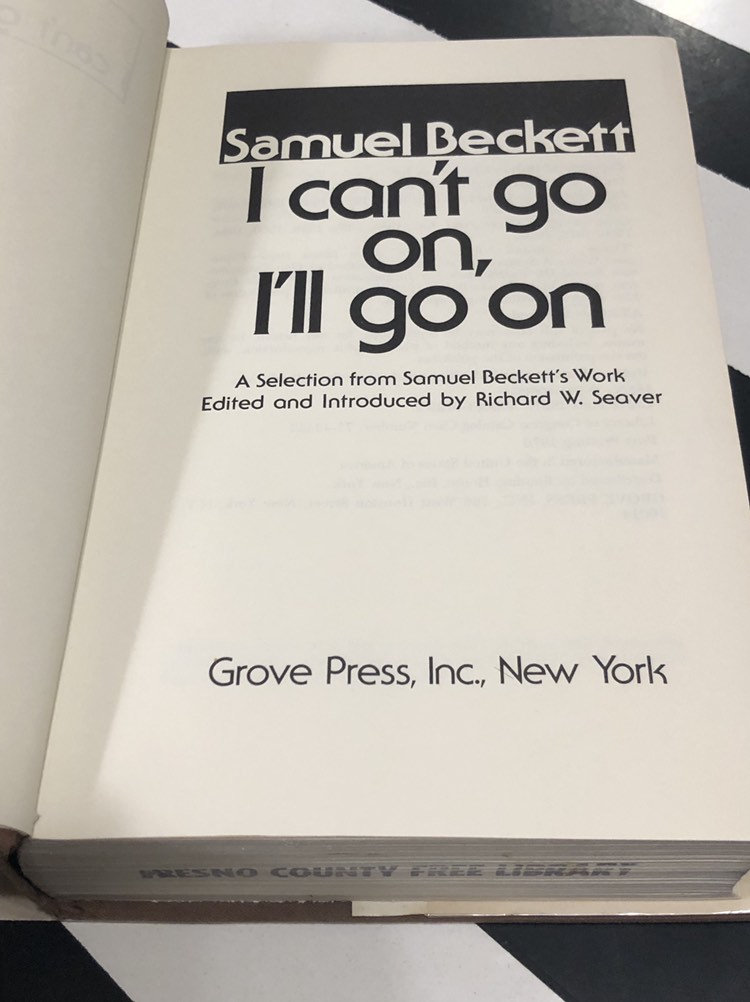 Samuel Beckett
I can't go
on,
I'll go on
A Selection from Samuel Beckett's Work
Edited and Introduced by Richard W. Seaver
Grove Press, Inc., New York
FRESNO COUNTY FREE LIBRARY